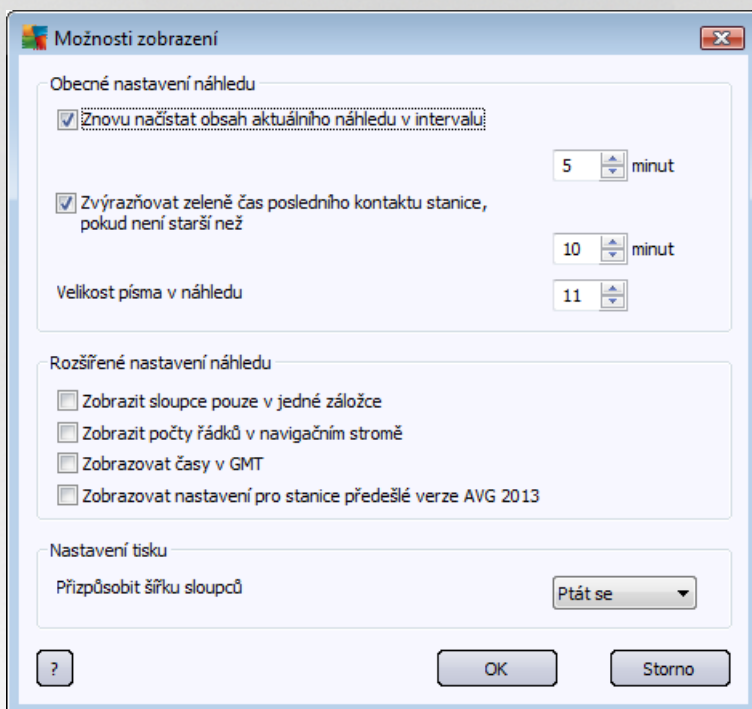 Možnosti zobrazení
Obecné nastavení náhledu
Znovu načístat obsah aktuálního náhledu v intervalu
5 minut
Zvýrazňovat zeleně čas posledního kontaktu stanice,
pokud není starší než
10 minut
Velikost písma v náhledu
11
Rozšířené nastavení náhledu
Zobrazit sloupce pouze v jedné záložce
Zobrazit počty řádků v navigačním stromě
Zobrazovat časy v GMT
Zobrazovat nastavení pro stanice předešlé verze AVG 2013
Nastavení tisku
Přizpůsobit šířku sloupců
Ptát se
?
OK
Storno